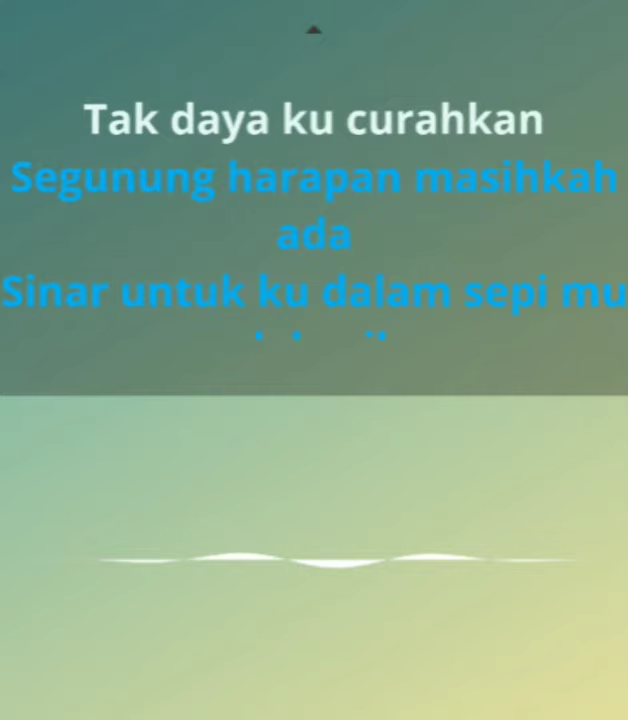 Tak daya ku curahkan
Segunung harapan masihkah
ada
Sinar untuk ku dalam sepi mu